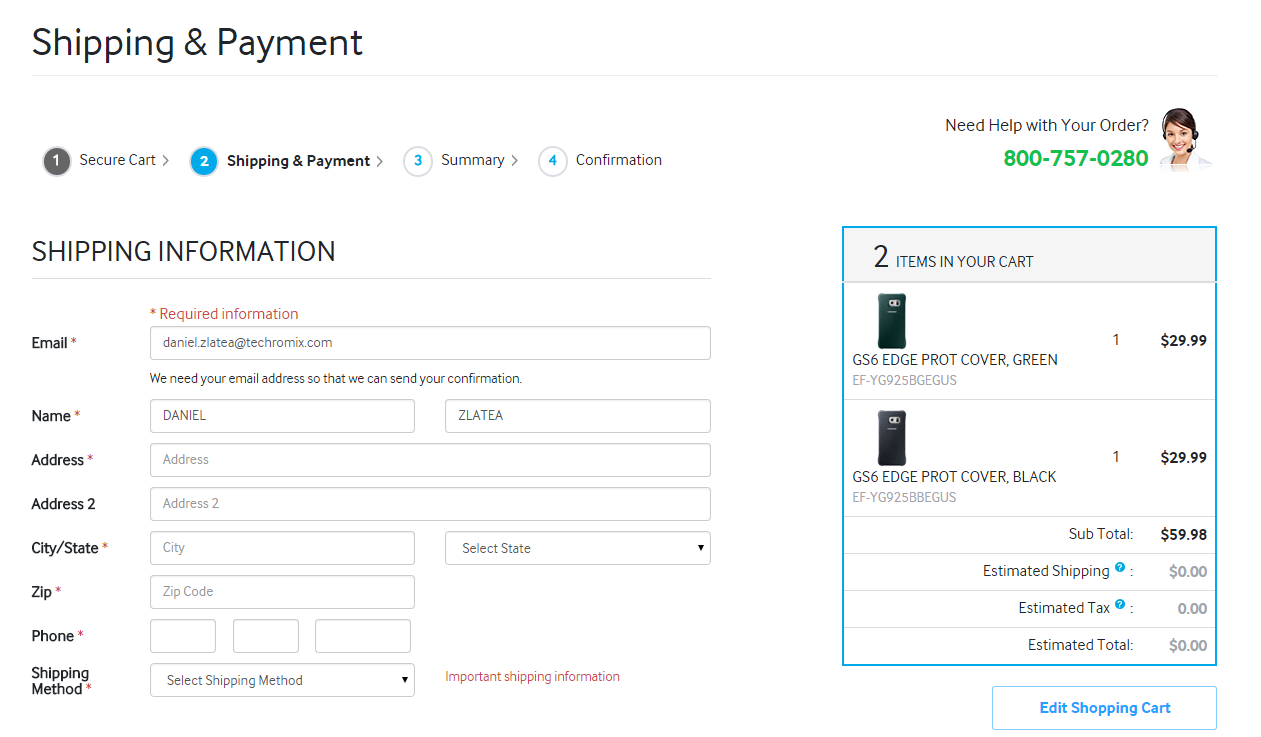 Shipping & Payment
Need Help with Your Order?
800-757-0280
1 Secure Cart > 2 Shipping & Payment > 3 Summary > 4 Confirmation
SHIPPING INFORMATION
* Required information
Email * daniel.zlatea@techromix.com
We need your email address so that we can send your confirmation.
Name * DANIEL ZLATEA
Address * Address
Address 2 Address 2
City/State * City Select State
Zip * Zip Code
Phone *
Shipping
Method * Select Shipping Method Important shipping information
2 ITEMS IN YOUR CART
1 $29.99
GS6 EDGE PROT COVER, GREEN
EF-YG925BGEGUS
1 $29.99
GS6 EDGE PROT COVER, BLACK
EF-YG925BBEGUS
Sub Total: $59.98
Estimated Shipping ? : $0.00
Estimated Tax ? : 0.00
Estimated Total: $0.00
Edit Shopping Cart